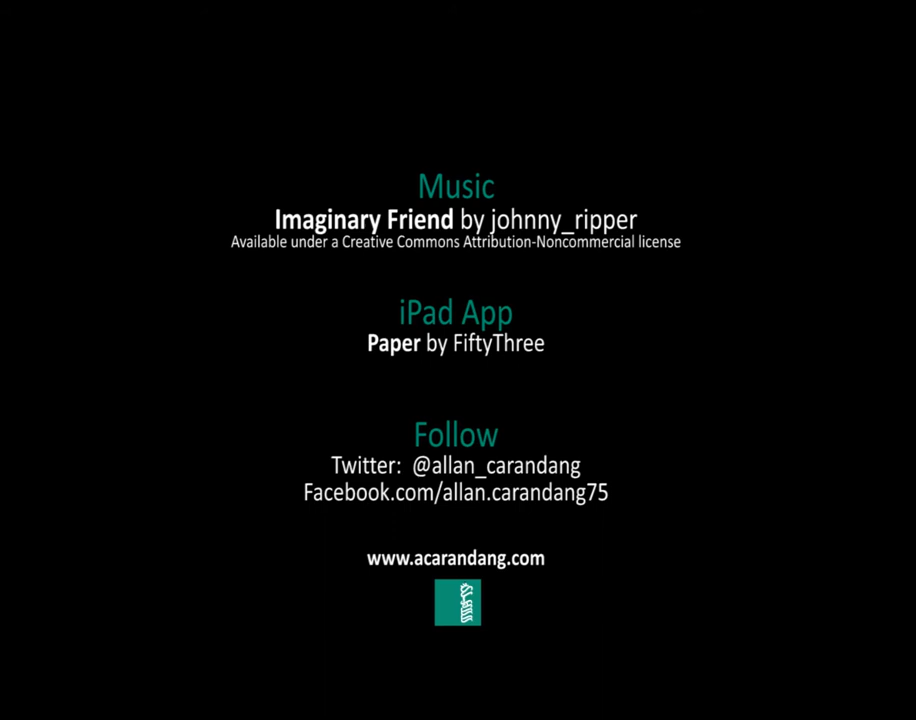 Music
Imaginary Friend by johnny_ripper
Available under a Creative Commons Attribution-Noncommercial license
iPad App
Paper by FiftyThree
Follow
Twitter: @allan_carandang
Facebook.com/allan.carandang75
www.acarandang.com